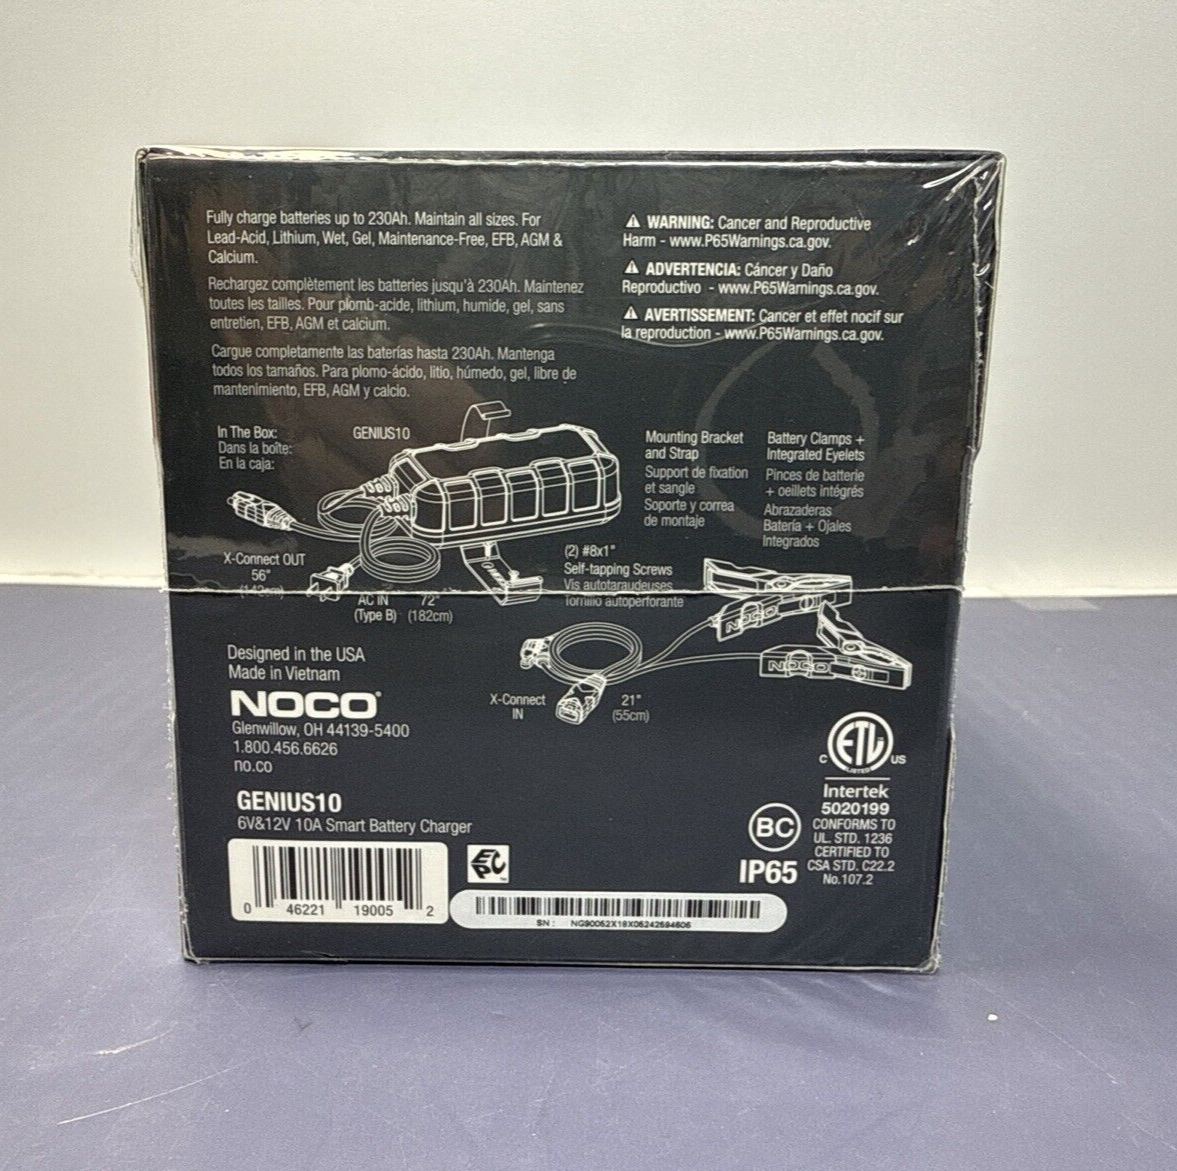 Fully charge batteries up to 230Ah. Maintain all sizes. For
Lead-Acid, Lithium, Wet, Gel, Maintenance-Free, EFB, AGM &
Calcium.
Rechargez complètement les batteries jusqu'à 230Ah. Maintenez
toutes les tailles. Pour plomb-acide, lithium, humide, gel, sans
entretien, EFB, AGM et calcium.
Cargue completamente las baterías hasta 230Ah. Mantenga
todos los tamaños. Para plomo-ácido, litio, húmedo, gel, libre de
mantenimiento, EFB, AGM y calcio.
WARNING: Cancer and Reproductive
Harm - www.P65Warnings.ca.gov.
ADVERTENCIA: Cáncer y Daño
Reproductivo - www.P65Warnings.ca.gov.
AVERTISSEMENT: Cancer et effet nocif sur
la reproduction - www.P65Warnings.ca.gov.
In The Box:
Dans la boîte:
En la caja:
GENIUS10
Mounting Bracket
and Strap
Support de fixation
et sangle
Soporte y correa
de montaje
Battery Clamps +
Integrated Eyelets
Pinces de batterie
+ oeillets intégrés
Abrazaderas
Batería + Ojales
Integrados
X-Connect OUT
56"
(142cm)
AC IN
(Type B)
72"
(182cm)
(2) #8x1"
Self-tapping Screws
Vis autotaraudeuses
Tornillo autoperforante
NOCO
NOCO
X-Connect
IN
21"
(55cm)
Designed in the USA
Made in Vietnam
NOCO®
Glenwillow, OH 44139-5400
1.800.456.6626
no.co
GENIUS10
6V&12V 10A Smart Battery Charger
0 46221 19005 2
EPC™
SN : NG90052X18X05242594606
BC
IP65
C ETL US
LISTED
Intertek
5020199
CONFORMS TO
UL. STD. 1236
CERTIFIED TO
CSA STD. C22.2
No.107.2